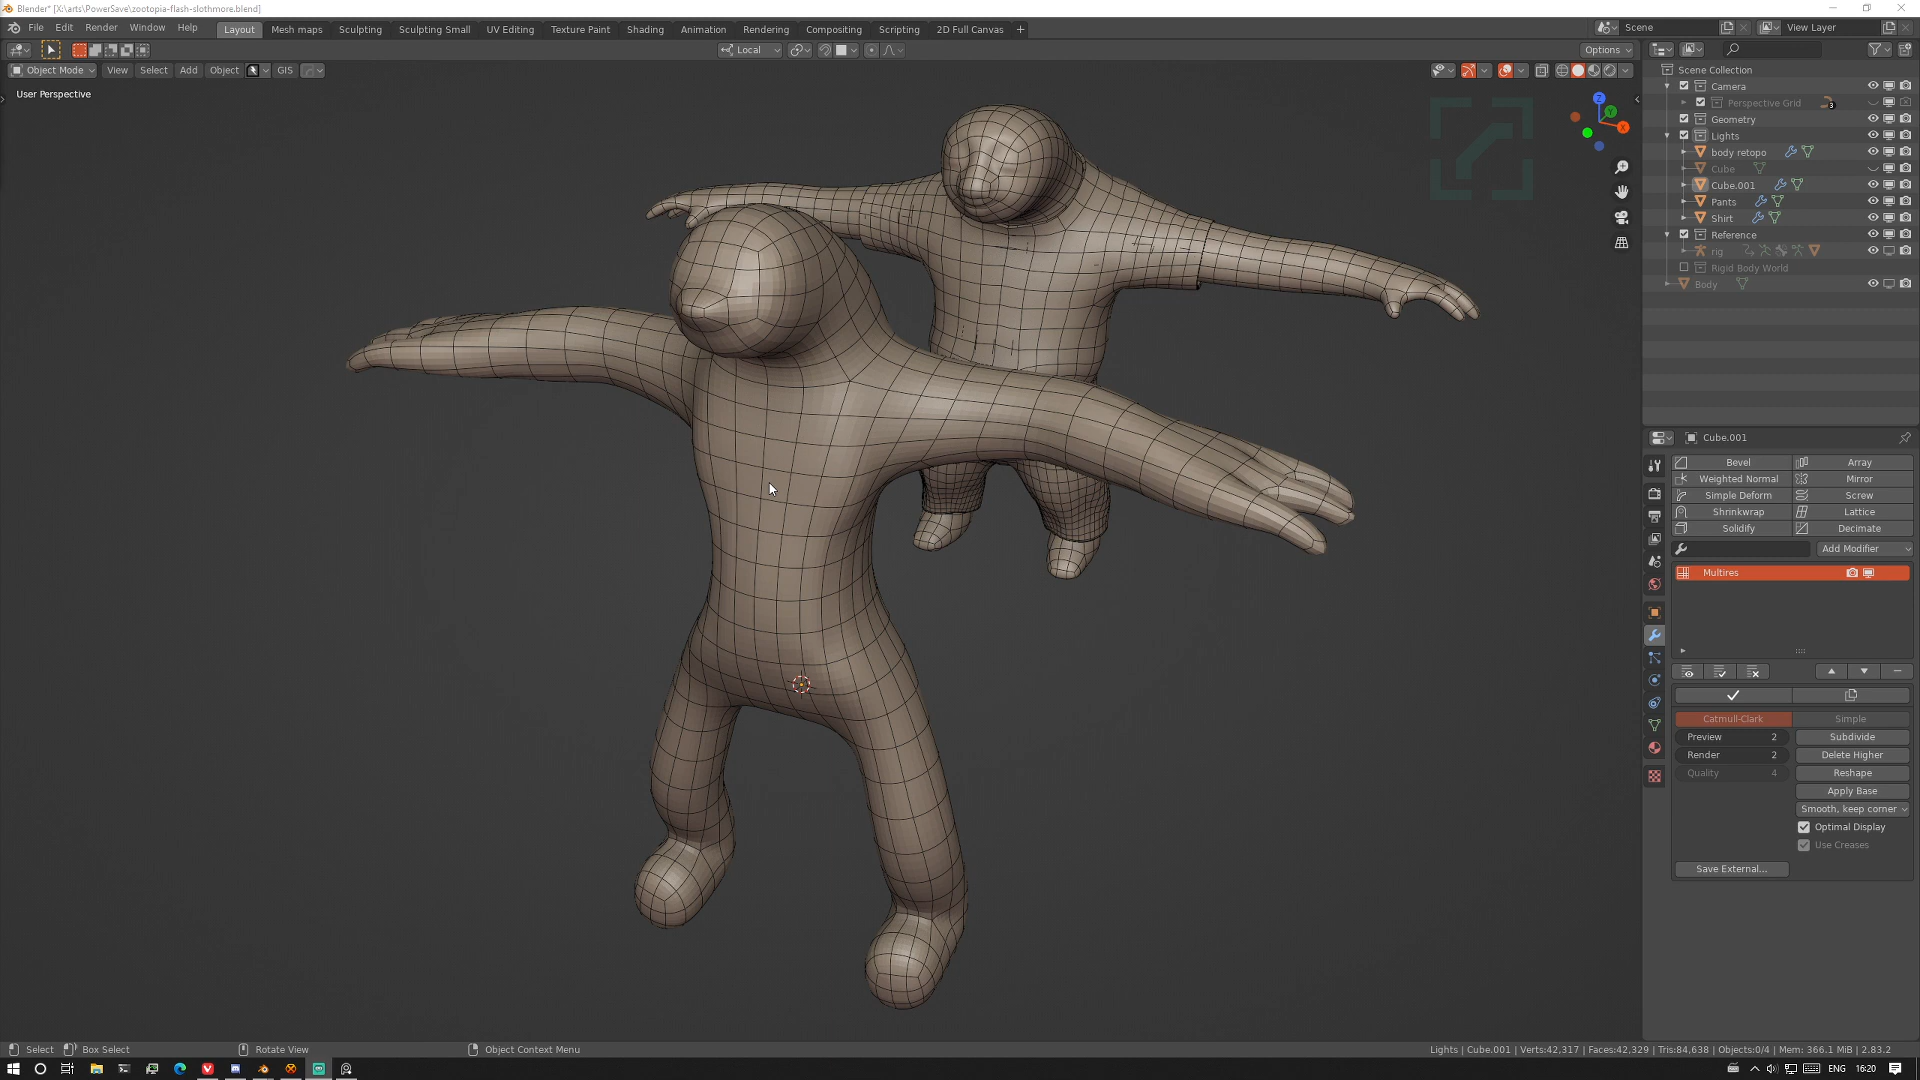 Blender* [X:\arts\PowerSave\zootopia-flash-slothmore.blend]
File Edit Render Window Help Layout Mesh maps Sculpting Sculpting Small UV Editing Texture Paint Shading Animation Rendering Compositing Scripting 2D Full Canvas + Scene View Layer
Local Options
Object Mode View Select Add Object GIS
User Perspective
Z
Y
X
Scene Collection
Camera
Perspective Grid 3
Geometry
Lights
body retopo
Cube
Cube.001
Pants
Shirt
Reference
rig
Rigid Body World
Body
Cube.001
Bevel Array
Weighted Normal Mirror
Simple Deform Screw
Shrinkwrap Lattice
Solidify Decimate
Add Modifier
Multires
Catmull-Clark Simple
Preview 2 Subdivide
Render 2 Delete Higher
Quality 4 Reshape
Apply Base
Smooth, keep corner
Optimal Display
Use Creases
Save External...
Select Box Select Rotate View Object Context Menu Lights | Cube.001 | Verts:42,317 | Faces:42,329 | Tris:84,638 | Objects:0/4 | Mem: 366.1 MiB | 2.83.2
ENG 16:20